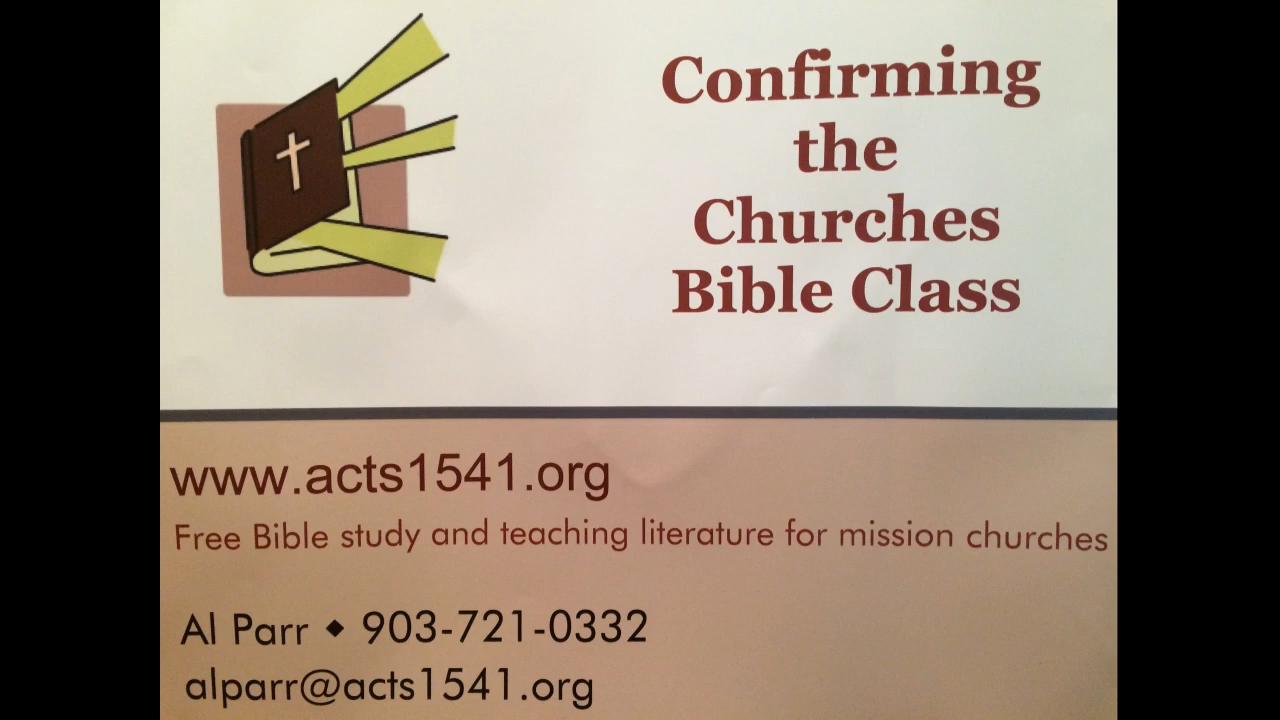 Confirming
the
Churches
Bible Class
www.acts1541.org
Free Bible study and teaching literature for mission churches
Al Parr ◆ 903-721-0332
alparr@acts1541.org